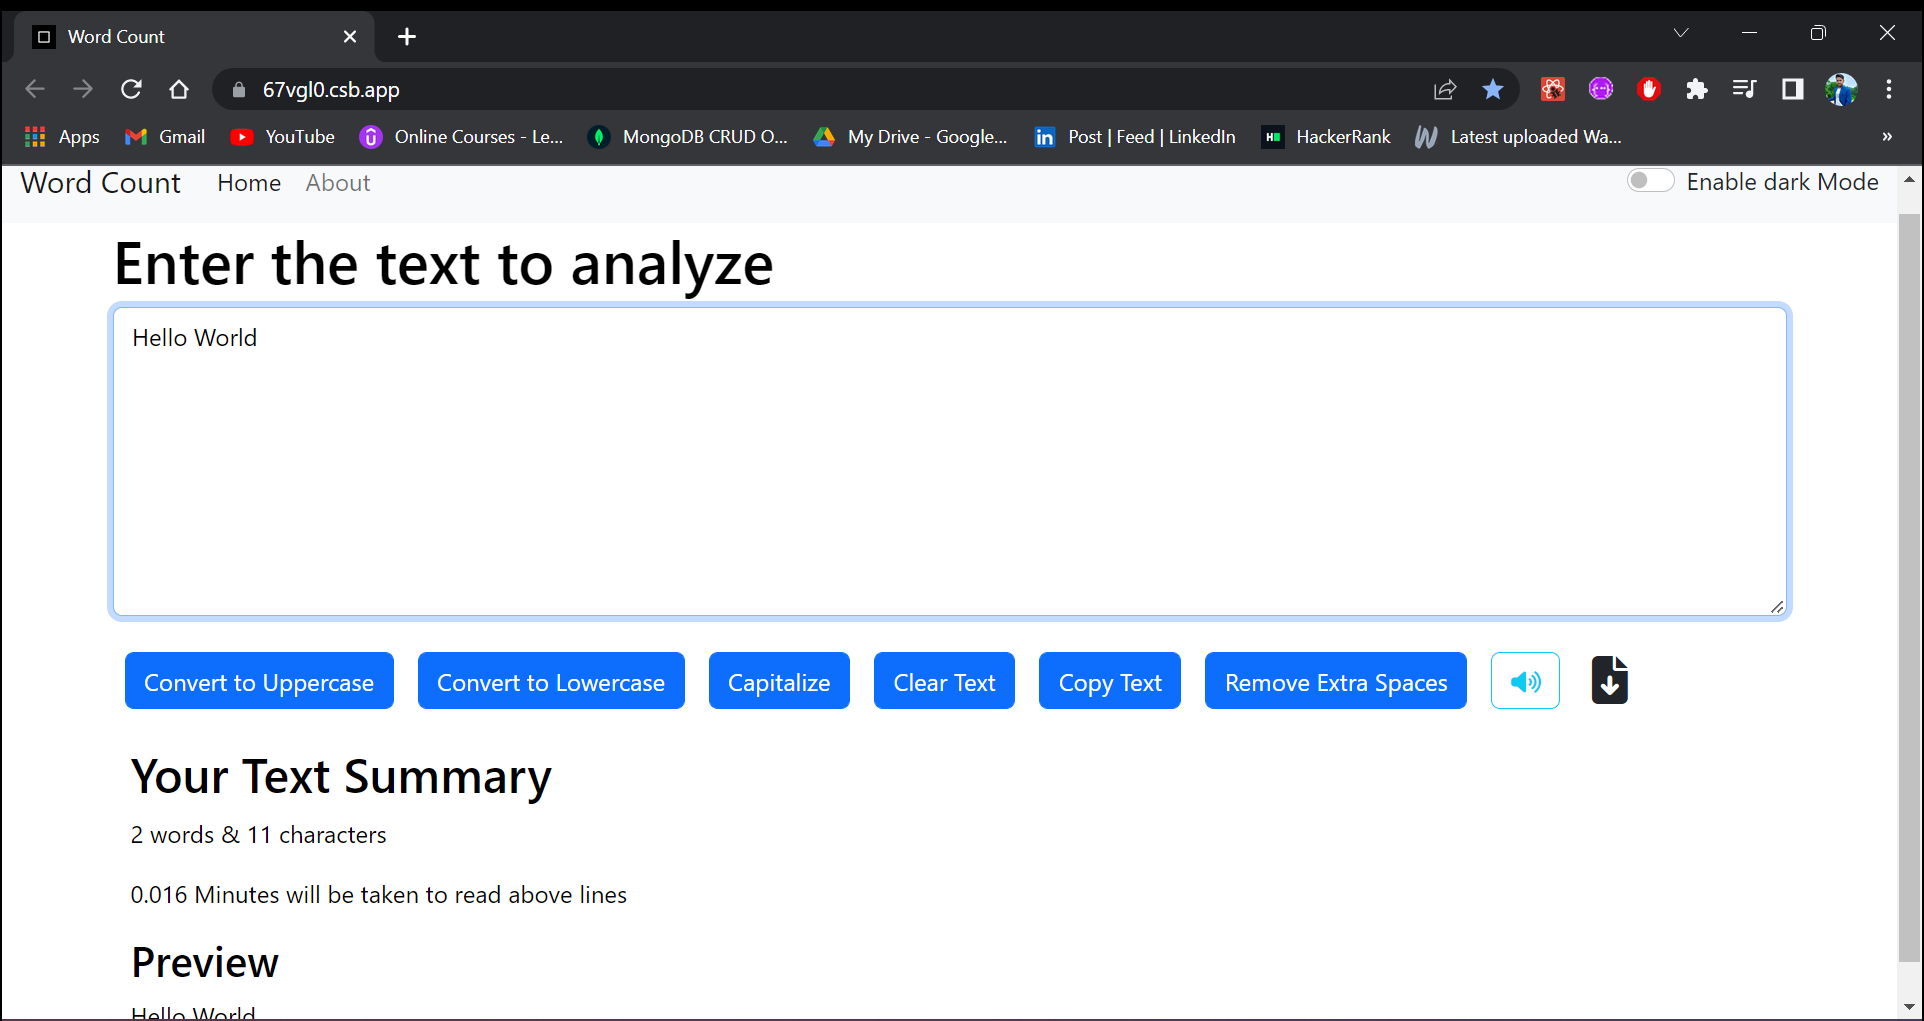 Word Count
67vgl0.csb.app
Apps Gmail YouTube Online Courses - Le... MongoDB CRUD O... My Drive - Google... Post | Feed | LinkedIn HackerRank Latest uploaded Wa... »
Word Count Home About Enable dark Mode
Enter the text to analyze
Hello World
Convert to Uppercase Convert to Lowercase Capitalize Clear Text Copy Text Remove Extra Spaces
Your Text Summary
2 words & 11 characters
0.016 Minutes will be taken to read above lines
Preview
Hello World